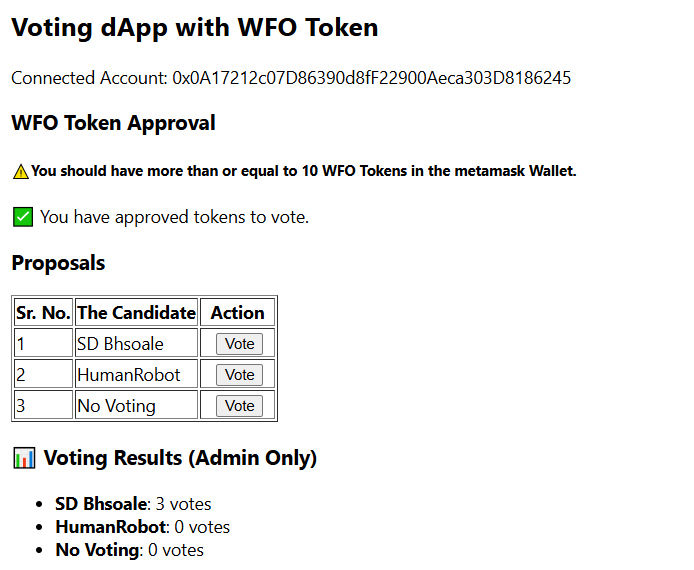 Voting dApp with WFO Token
Connected Account: 0x0A17212c07D86390d8fF22900Aeca303D8186245
WFO Token Approval
⚠️You should have more than or equal to 10 WFO Tokens in the metamask Wallet.
✅ You have approved tokens to vote.
Proposals
Sr. No. The Candidate Action
1 SD Bhsoale Vote
2 HumanRobot Vote
3 No Voting Vote
📊 Voting Results (Admin Only)
• SD Bhsoale: 3 votes
• HumanRobot: 0 votes
• No Voting: 0 votes